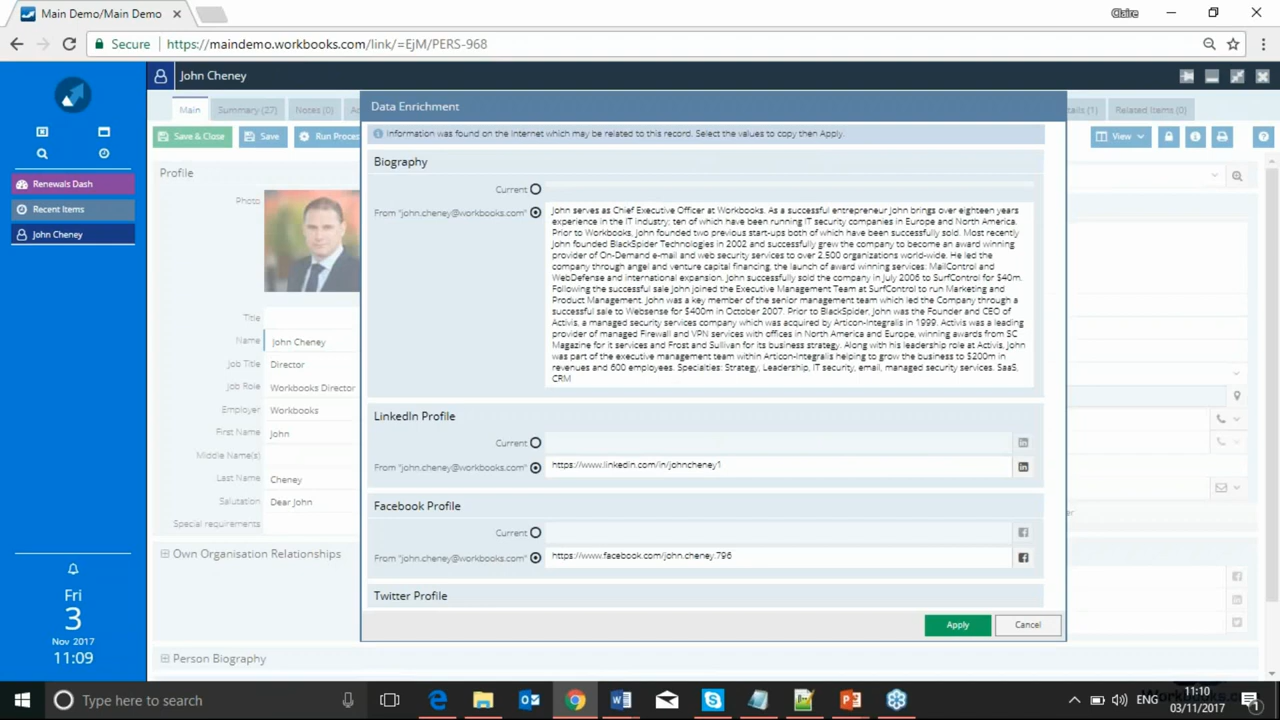 Main Demo/Main Demo
Claire
Secure https://maindemo.workbooks.com/link/=EjM/PERS-968
John Cheney
Main
Summary (27)
Notes (0)
Related Items (0)
Save & Close
Save
Run Proces
View
Data Enrichment
Information was found on the Internet which may be related to this record. Select the values to copy then Apply.
Renewals Dash
Recent Items
John Cheney
Profile
Photo
Title
Name John Cheney
Job Title Director
Job Role Workbooks Director
Employer Workbooks
First Name John
Middle Name(s)
Last Name Cheney
Salutation Dear John
Special requirements
Own Organisation Relationships
Person Biography
Biography
Current
From "john.cheney@workbooks.com"
John serves as Chief Executive Officer at Workbooks. As a successful entrepreneur John brings over eighteen years
experience in the IT industry; ten of which have been running IT security companies in Europe and North America.
Prior to Workbooks, John founded two previous start-ups both of which have been successfully sold. Most recently
John founded BlackSpider Technologies in 2002 and successfully grew the company to become an award winning
provider of On-Demand e-mail and web security services to over 2,500 organizations world-wide. He led the
company through angel and venture capital financing, the launch of award winning services: MailControl and
WebDefense and international expansion. John successfully sold the company in July 2006 to SurfControl for $40m.
Following the successful sale John joined the Executive Management Team at SurfControl to run Marketing and
Product Management. John was a key member of the senior management team which led the Company through a
successful sale to Websense for $400m in October 2007. Prior to BlackSpider, John was the Founder and CEO of
Activis, a managed security services company which was acquired by Articon-Integralis in 1999. Activis was a leading
provider of managed Firewall and VPN services with offices in North America and Europe, winning awards from SC
Magazine for it services and Frost and Sullivan for its business strategy. Along with his leadership role at Activis, John
was part of the executive management team within Articon-Integralis helping to grow the business to $200m in
revenues and 600 employees. Specialties: Strategy, Leadership, IT security, email, managed security services. SaaS,
CRM
LinkedIn Profile
Current
From "john.cheney@workbooks.com" https://www.linkedin.com/in/johncheney1
Facebook Profile
Current
From "john.cheney@workbooks.com" https://www.facebook.com/john.cheney.796
Twitter Profile
Apply
Cancel
Fri
3
Nov 2017
11:09
Type here to search
ENG
11:10
03/11/2017